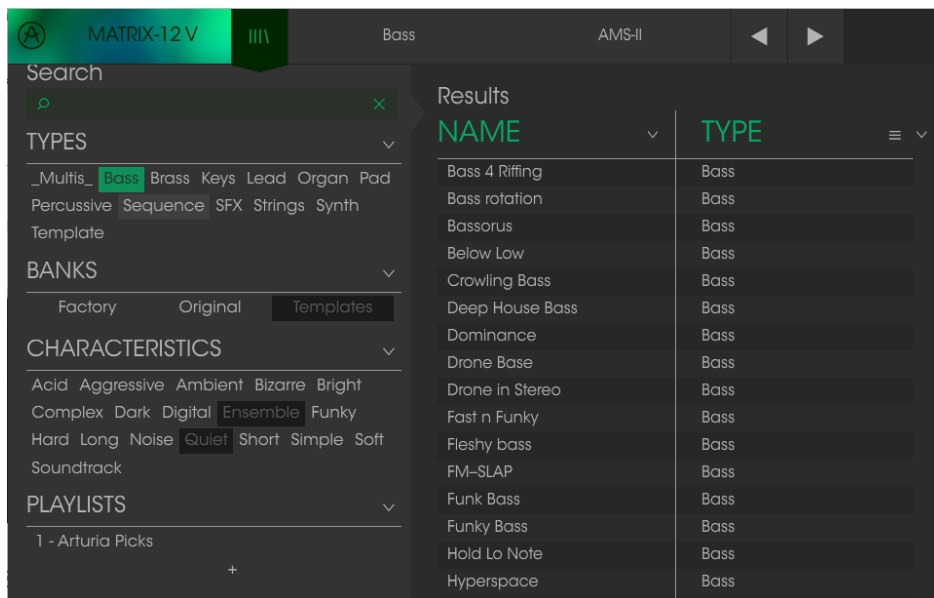 MATRIX-12 V Bass AMS-II
Search
TYPES
_Multis_ Bass Brass Keys Lead Organ Pad
Percussive Sequence SFX Strings Synth
Template
BANKS
Factory Original Templates
CHARACTERISTICS
Acid Aggressive Ambient Bizarre Bright
Complex Dark Digital Ensemble Funky
Hard Long Noise Quiet Short Simple Soft
Soundtrack
PLAYLISTS
1 - Arturia Picks
+
Results
NAME TYPE
Bass 4 Riffing Bass
Bass rotation Bass
Bassorus Bass
Below Low Bass
Crowling Bass Bass
Deep House Bass Bass
Dominance Bass
Drone Base Bass
Drone in Stereo Bass
Fast n Funky Bass
Fleshy bass Bass
FM-SLAP Bass
Funk Bass Bass
Funky Bass Bass
Hold Lo Note Bass
Hyperspace Bass